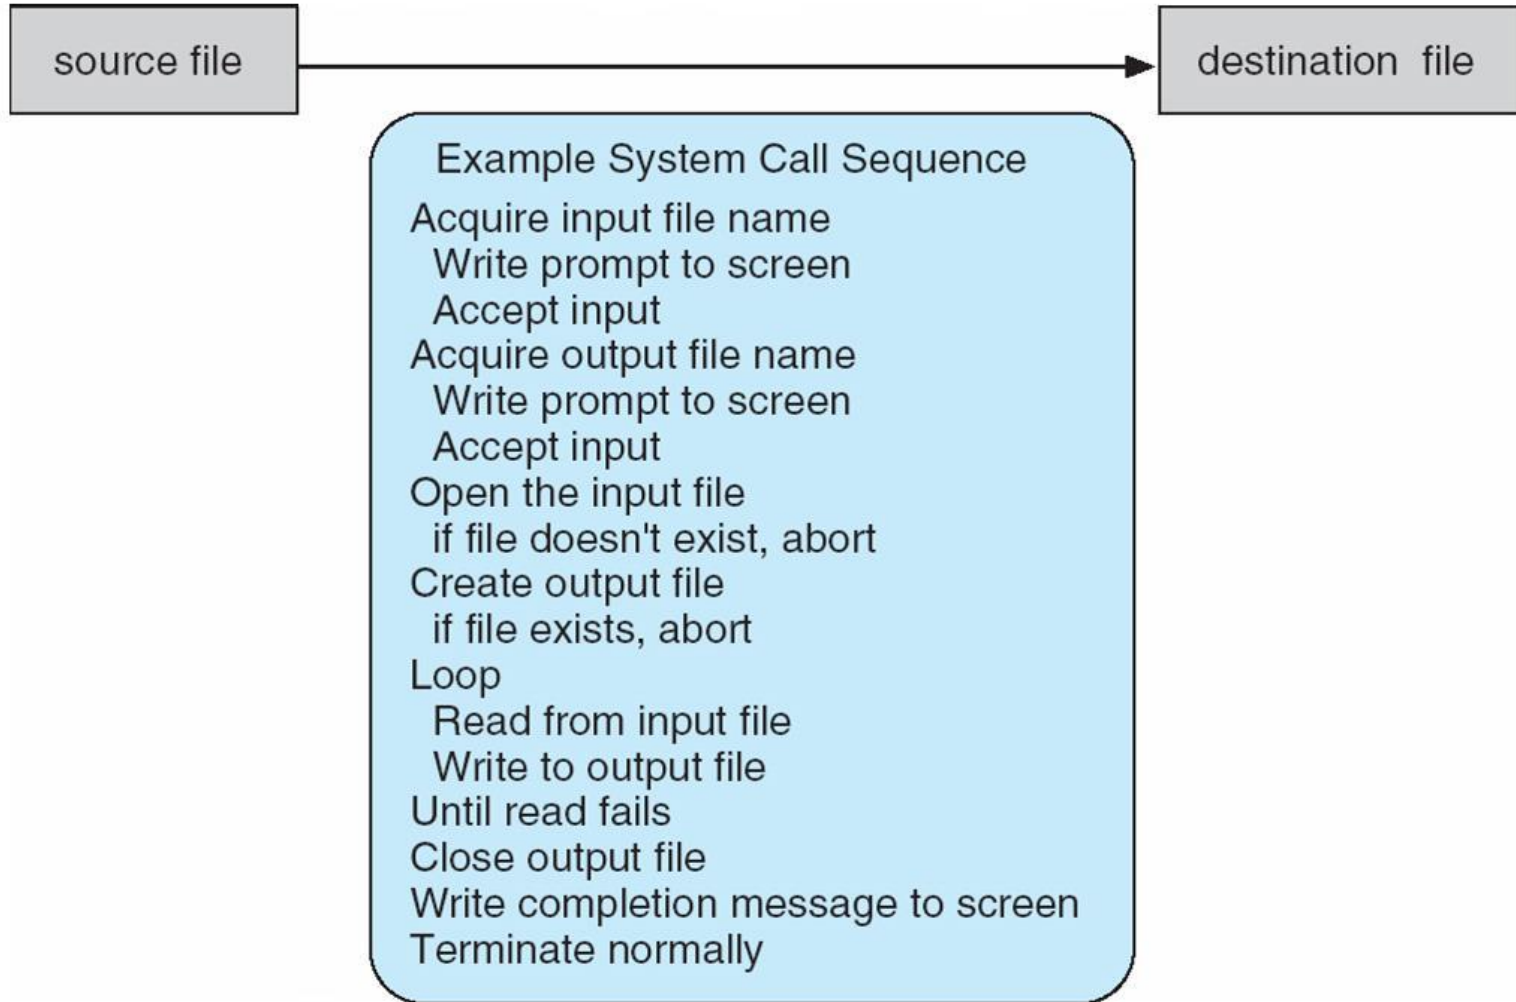 source file
destination file
Example System Call Sequence
Acquire input file name
Write prompt to screen
Accept input
Acquire output file name
Write prompt to screen
Accept input
Open the input file
if file doesn't exist, abort
Create output file
if file exists, abort
Loop
Read from input file
Write to output file
Until read fails
Close output file
Write completion message to screen
Terminate normally